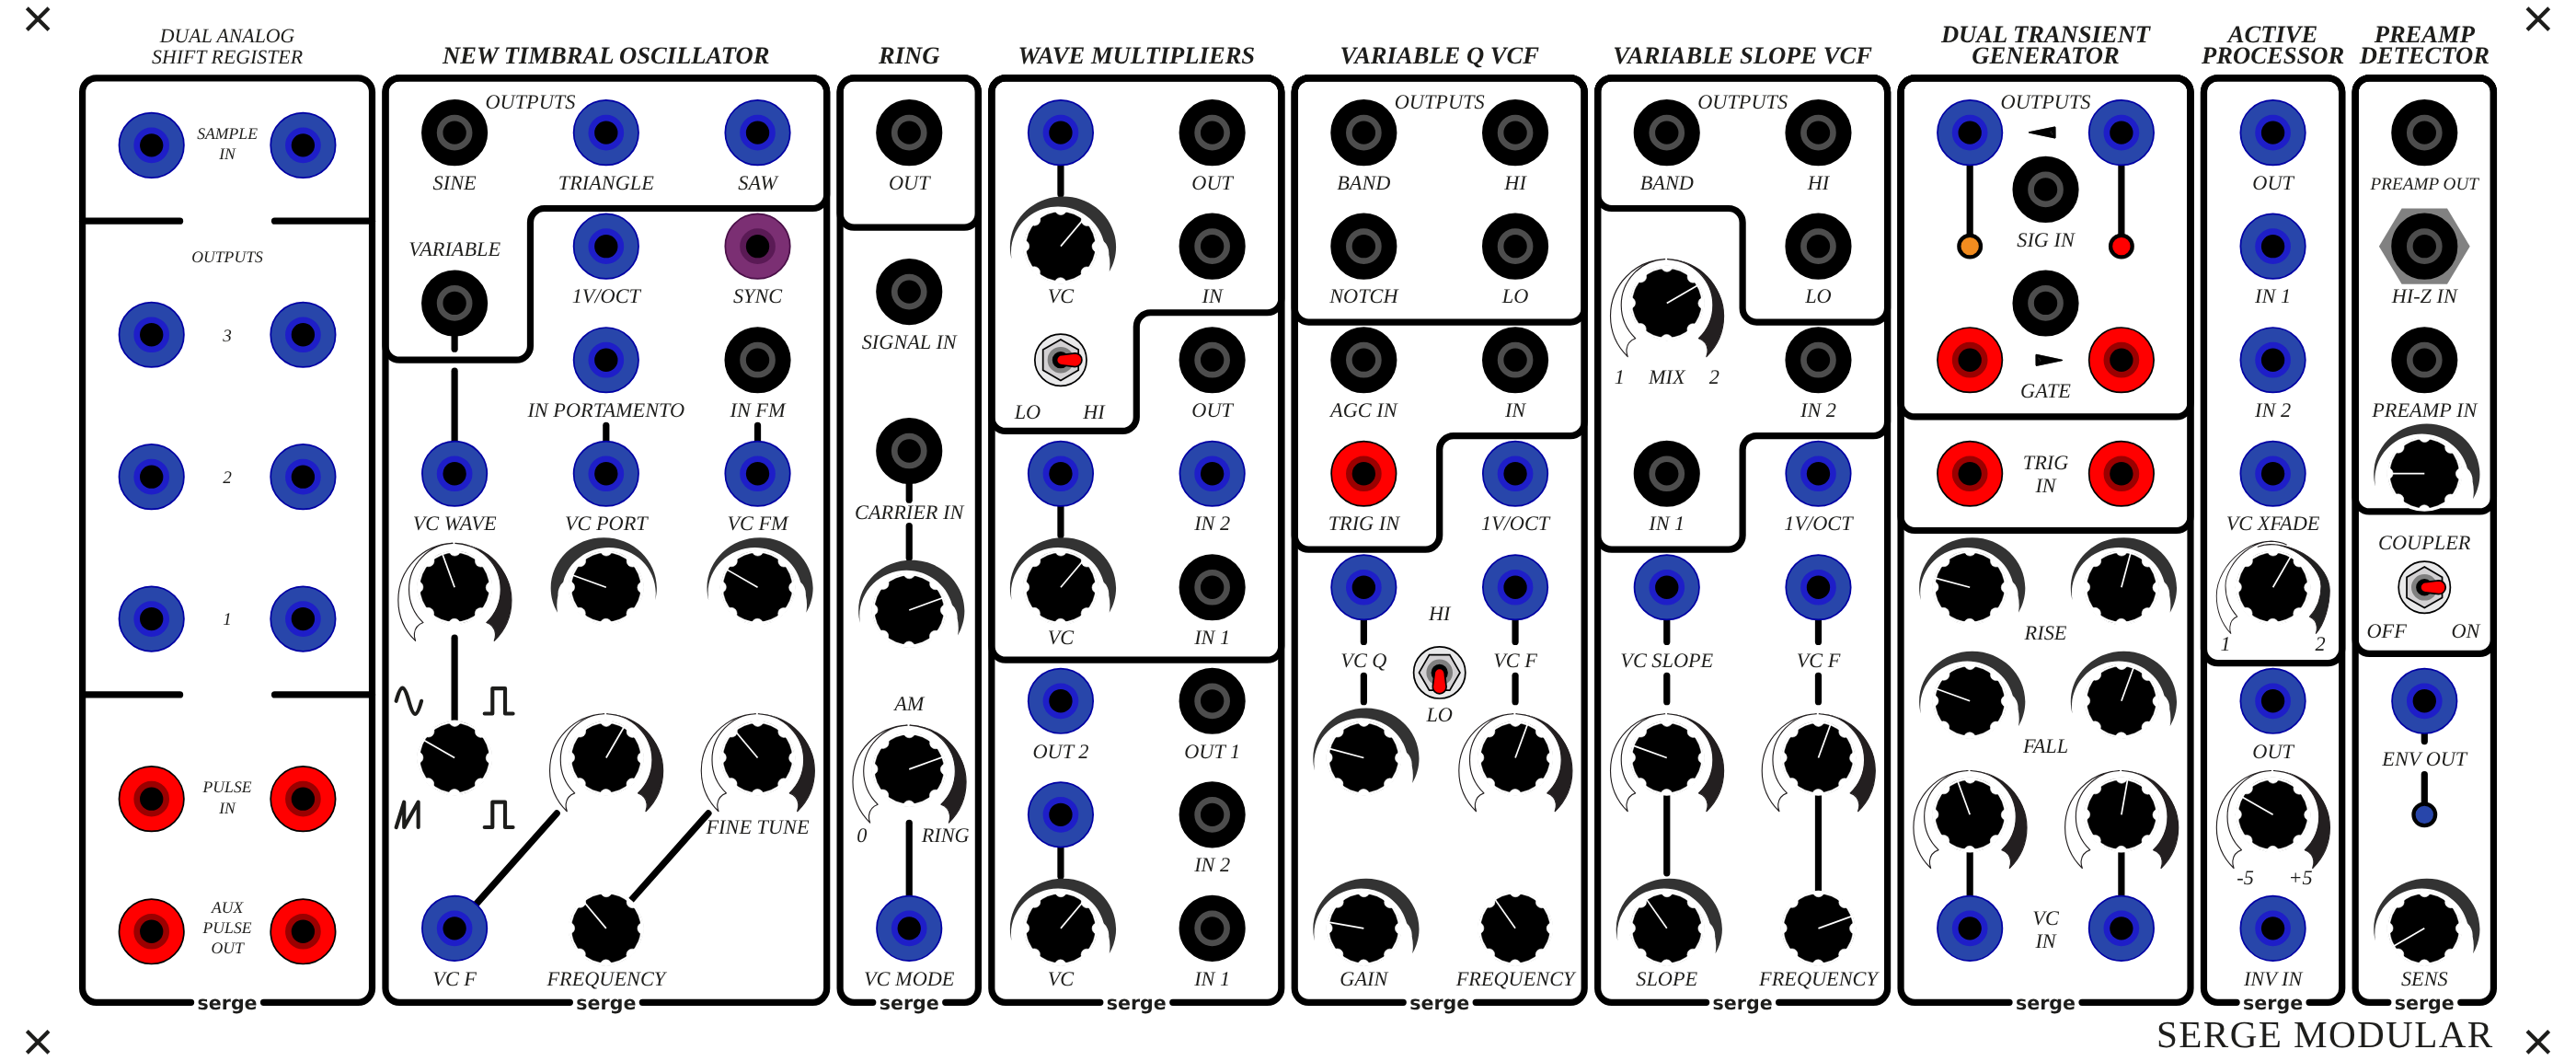 DUAL ANALOG
SHIFT REGISTER
SAMPLE
IN
OUTPUTS
3
2
1
PULSE
IN
AUX
PULSE
OUT
serge
NEW TIMBRAL OSCILLATOR
OUTPUTS
SINE TRIANGLE SAW
VARIABLE
1V/OCT SYNC
IN PORTAMENTO IN FM
VC WAVE VC PORT VC FM
FINE TUNE
VC F FREQUENCY
serge
RING
OUT
SIGNAL IN
CARRIER IN
AM
0 RING
VC MODE
serge
WAVE MULTIPLIERS
OUT
VC IN
LO HI OUT
IN 2
VC IN 1
OUT 2 OUT 1
IN 2
VC IN 1
serge
VARIABLE Q VCF
OUTPUTS
BAND HI
NOTCH LO
AGC IN IN
TRIG IN 1V/OCT
HI
VC Q VC F
LO
GAIN FREQUENCY
serge
VARIABLE SLOPE VCF
OUTPUTS
BAND HI
LO
1 MIX 2
IN 2
IN 1 1V/OCT
VC SLOPE VC F
SLOPE FREQUENCY
serge
DUAL TRANSIENT
GENERATOR
OUTPUTS
SIG IN
GATE
TRIG
IN
RISE
FALL
VC
IN
serge
ACTIVE
PROCESSOR
OUT
IN 1
IN 2
VC XFADE
1 2
OUT
-5 +5
INV IN
serge
PREAMP
DETECTOR
PREAMP OUT
HI-Z IN
PREAMP IN
COUPLER
OFF ON
ENV OUT
SENS
serge
SERGE MODULAR